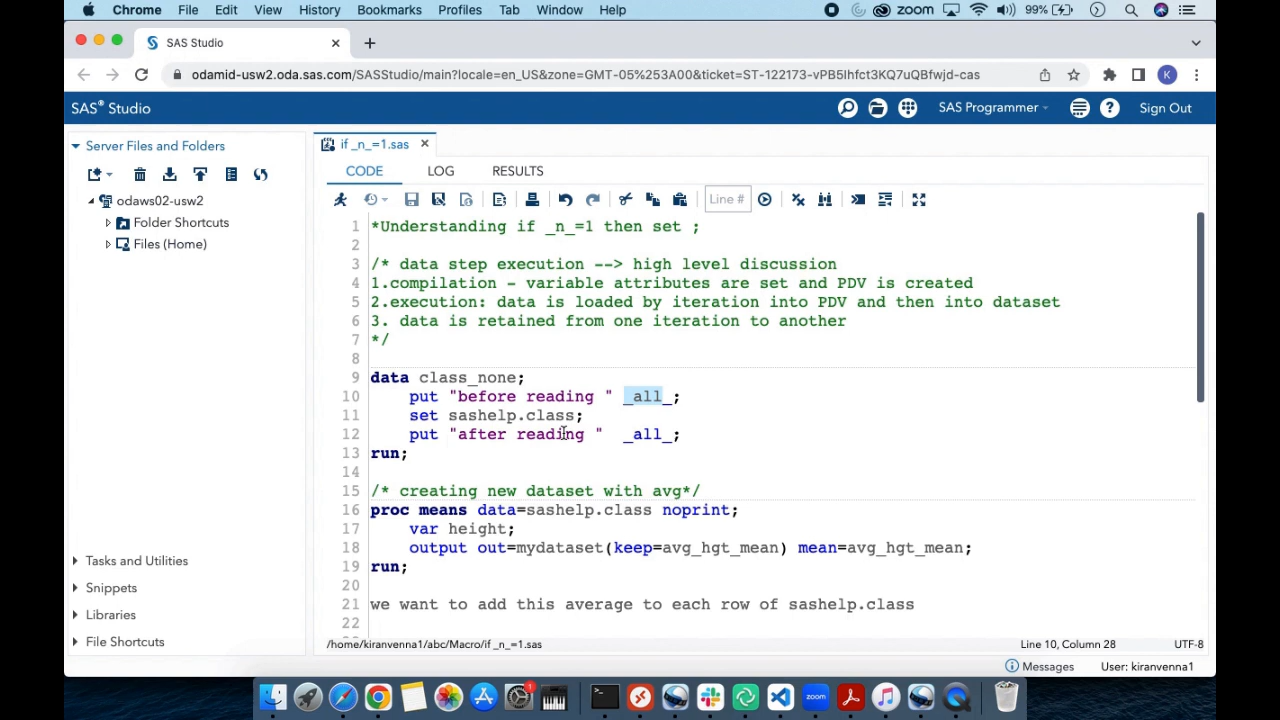 Chrome File Edit View History Bookmarks Profiles Tab Window Help zoom 99%
SAS Studio
odamid-usw2.oda.sas.com/SASStudio/main?locale=en_US&zone=GMT-05%253A00&ticket=ST-122173-vPB5Ihfct3KQ7uQBfwjd-cas K
SAS® Studio SAS Programmer Sign Out
Server Files and Folders
if _n_=1.sas
CODE LOG RESULTS
Line #
odaws02-usw2
Folder Shortcuts
Files (Home)
Tasks and Utilities
Snippets
Libraries
File Shortcuts
1 *Understanding if _n_=1 then set ;
2
3 /* data step execution --> high level discussion
4 1.compilation - variable attributes are set and PDV is created
5 2.execution: data is loaded by iteration into PDV and then into dataset
6 3. data is retained from one iteration to another
7 */
8
9 data class_none;
10 put "before reading " _all_;
11 set sashelp.class;
12 put "after reading " _all_;
13 run;
14
15 /* creating new dataset with avg*/
16 proc means data=sashelp.class noprint;
17 var height;
18 output out=mydataset(keep=avg_hgt_mean) mean=avg_hgt_mean;
19 run;
20
21 we want to add this average to each row of sashelp.class
22
/home/kiranvenna1/abc/Macro/if _n_=1.sas Line 10, Column 28 UTF-8
Messages User: kiranvenna1
1
zoom